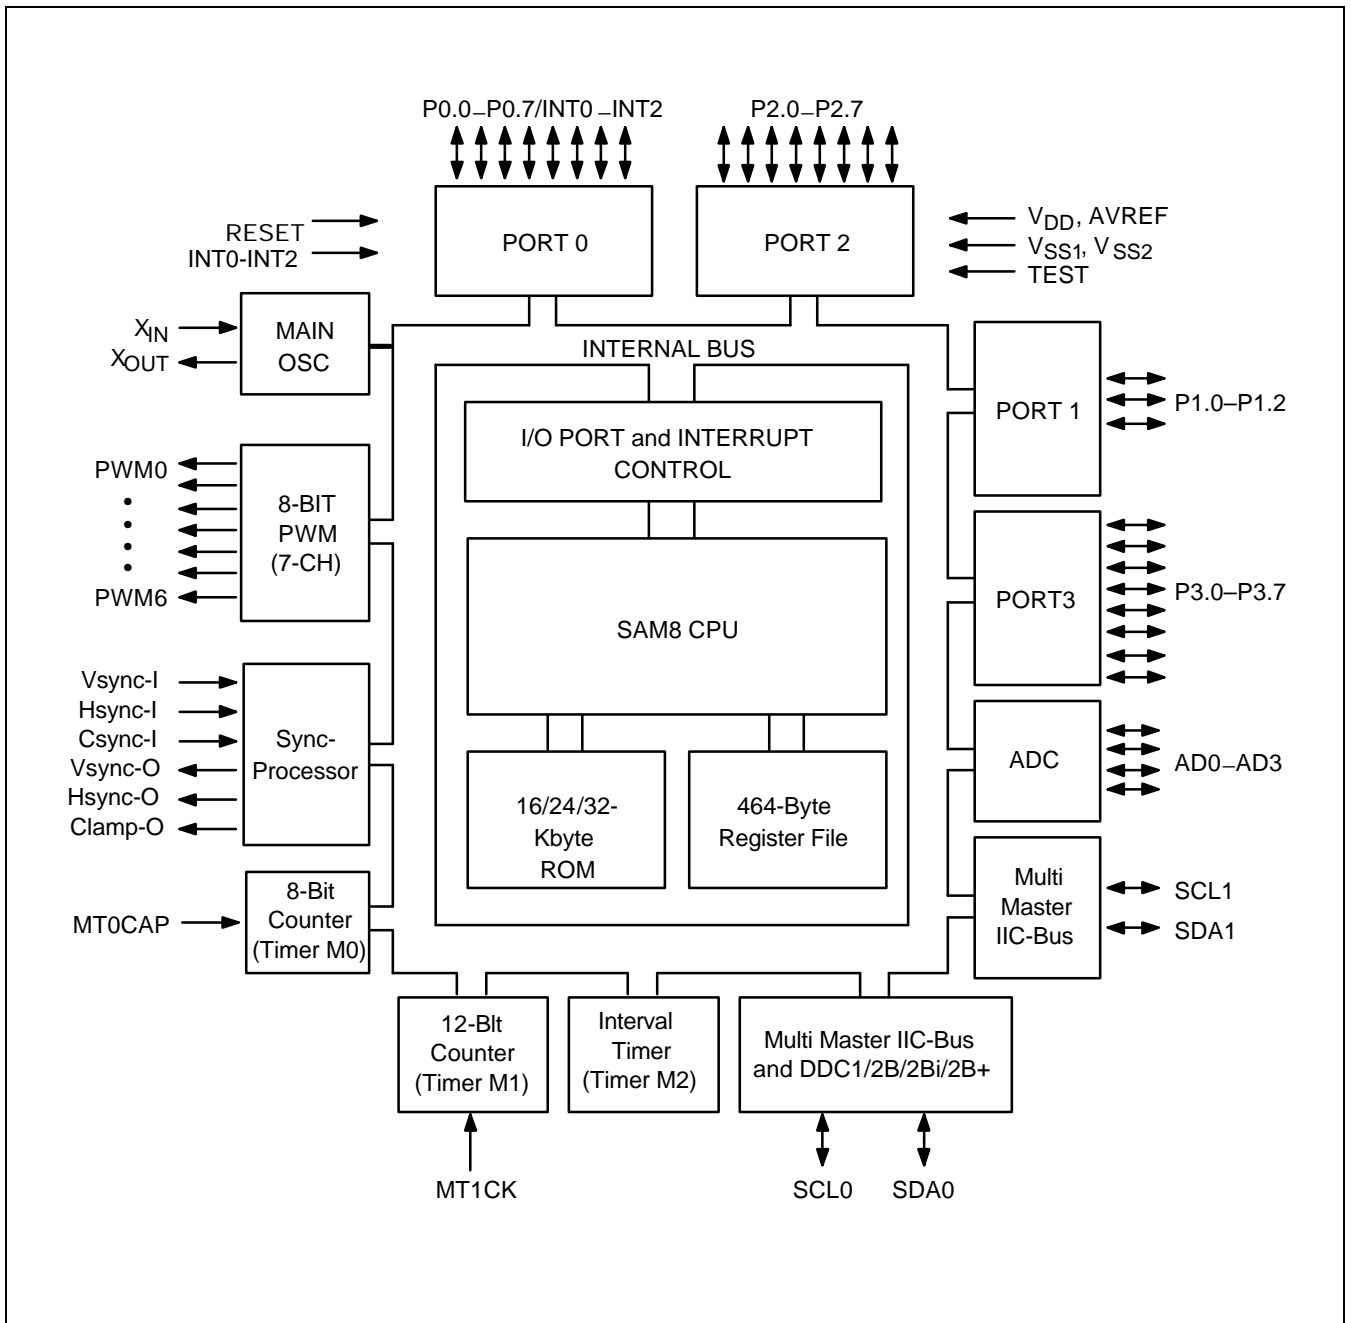 P0.0–P0.7/INT0–INT2
P2.0–P2.7
RESET
INT0-INT2
PORT 0
PORT 2
VDD, AVREF
VSS1, VSS2
TEST
XIN
XOUT
MAIN
OSC
INTERNAL BUS
PORT 1
P1.0–P1.2
I/O PORT and INTERRUPT
CONTROL
PWM0
PWM6
8-BIT
PWM
(7-CH)
SAM8 CPU
PORT3
P3.0–P3.7
Vsync-I
Hsync-I
Csync-I
Vsync-O
Hsync-O
Clamp-O
Sync-
Processor
16/24/32-
Kbyte
ROM
464-Byte
Register File
ADC
AD0–AD3
MT0CAP
8-Bit
Counter
(Timer M0)
Multi
Master
IIC-Bus
SCL1
SDA1
12-BIt
Counter
(Timer M1)
Interval
Timer
(Timer M2)
Multi Master IIC-Bus
and DDC1/2B/2Bi/2B+
MT1CK
SCL0
SDA0